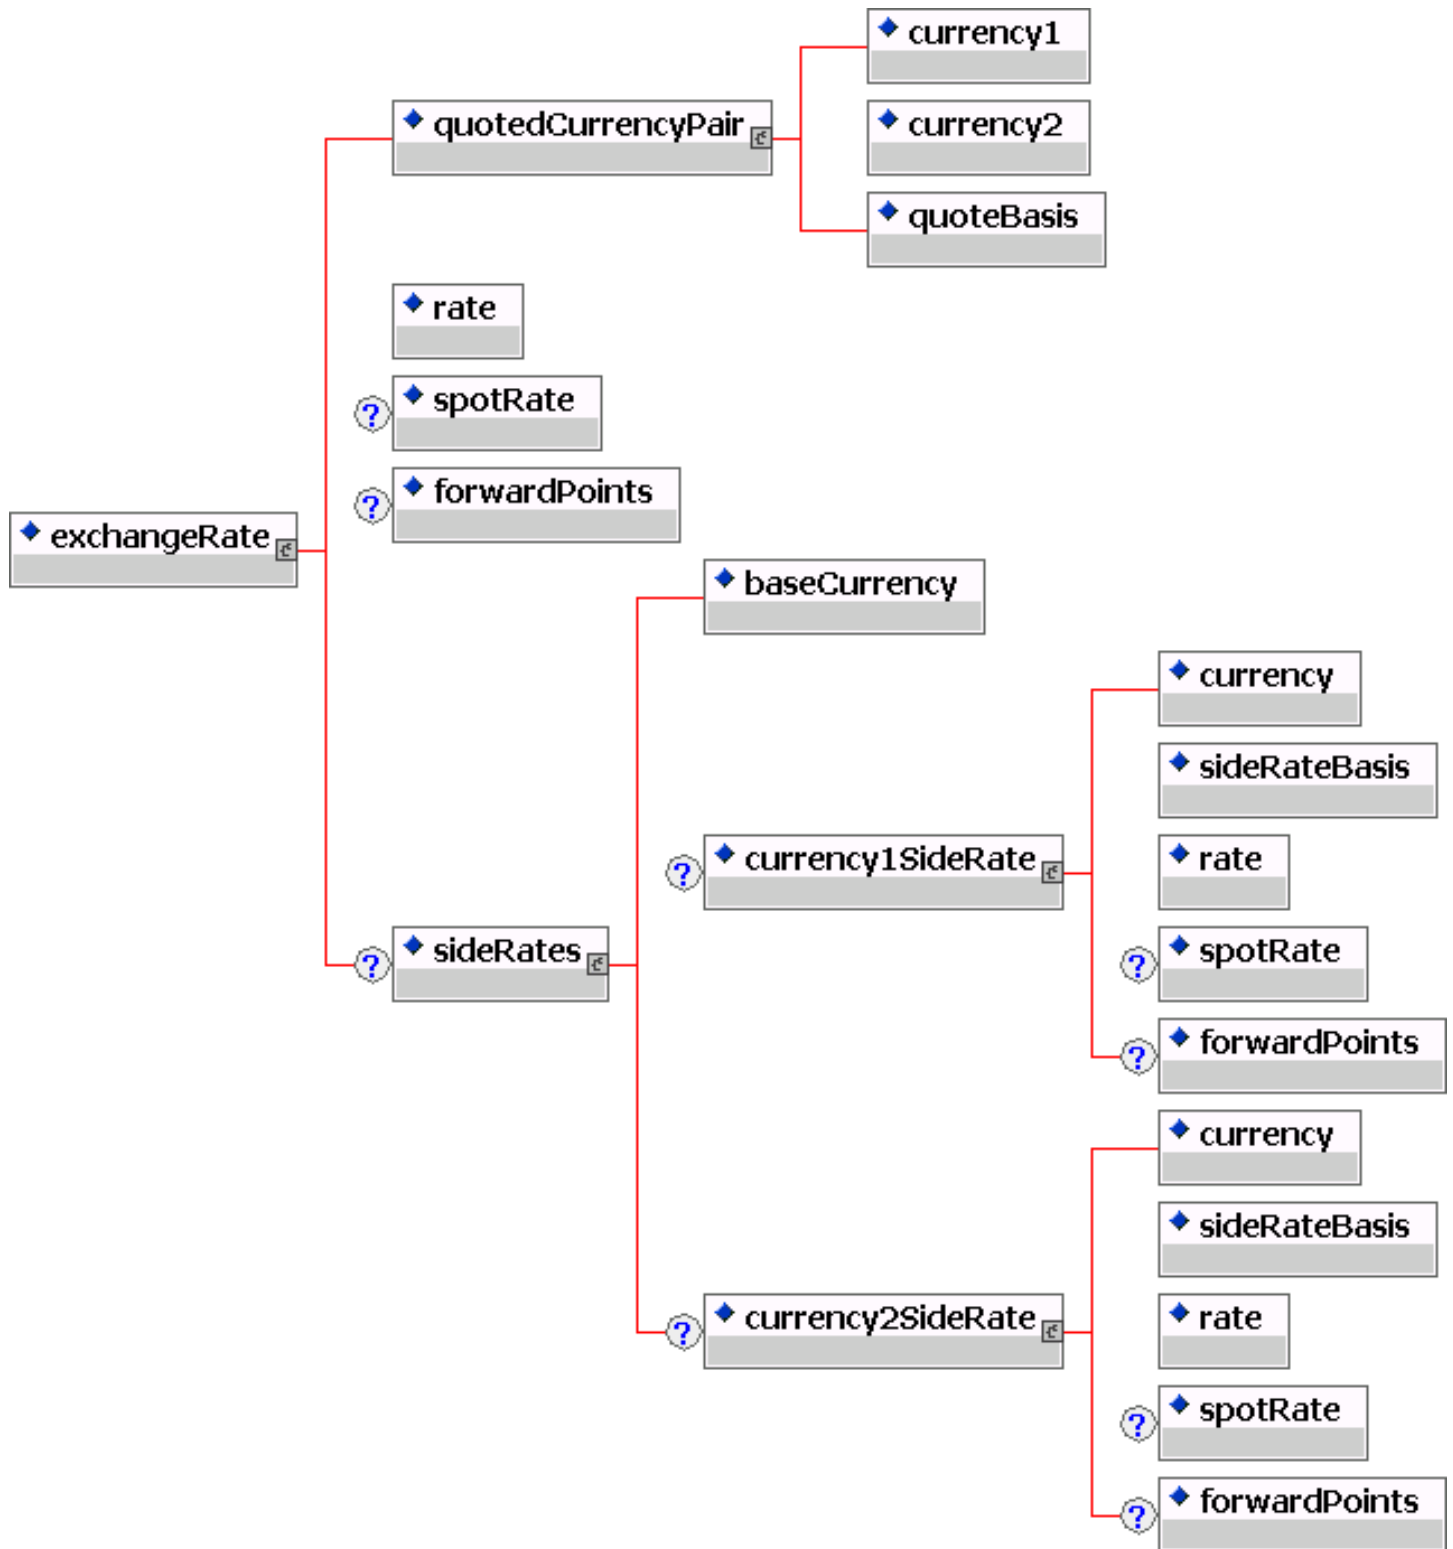 currency1
quotedCurrencyPair
currency2
quoteBasis
rate
? spotRate
? forwardPoints
exchangeRate
baseCurrency
currency
sideRateBasis
? currency1SideRate
rate
? sideRates
? spotRate
? forwardPoints
currency
sideRateBasis
? currency2SideRate
rate
? spotRate
? forwardPoints